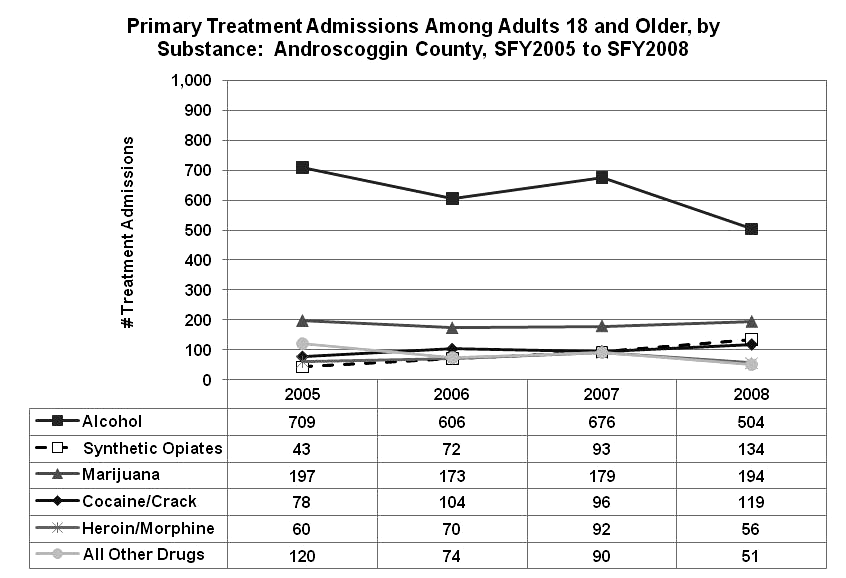 Primary Treatment Admissions Among Adults 18 and Older, by
Substance: Androscoggin County, SFY2005 to SFY2008
# Treatment Admissions
1,000
900
800
700
600
500
400
300
200
100
0
2005 2006 2007 2008
Alcohol 709 606 676 504
Synthetic Opiates 43 72 93 134
Marijuana 197 173 179 194
Cocaine/Crack 78 104 96 119
Heroin/Morphine 60 70 92 56
All Other Drugs 120 74 90 51